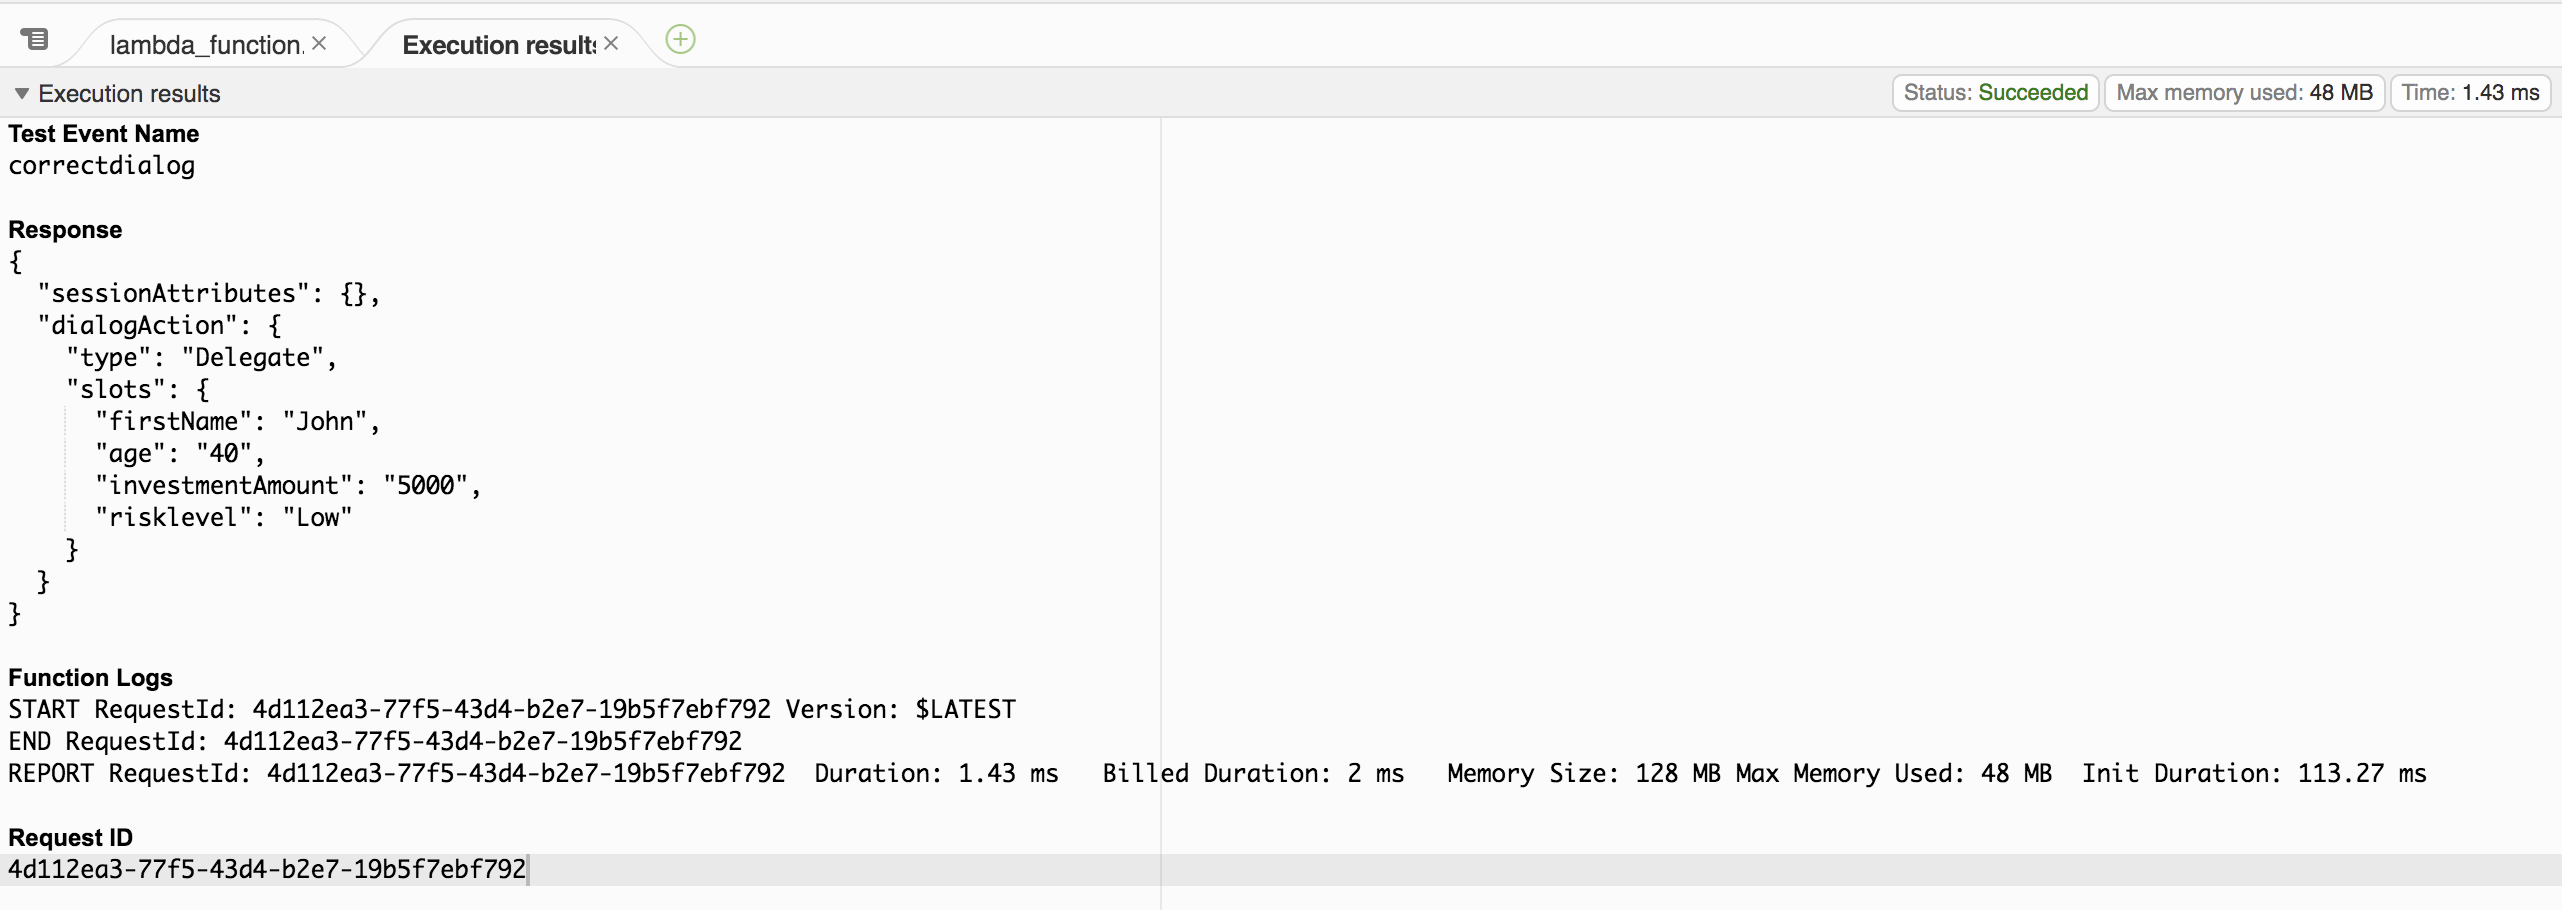 lambda_function.
Execution results
Execution results
Status: Succeeded
Max memory used: 48 MB
Time: 1.43 ms
Test Event Name
correctdialog
Response
{
  "sessionAttributes": {},
  "dialogAction": {
    "type": "Delegate",
    "slots": {
      "firstName": "John",
      "age": "40",
      "investmentAmount": "5000",
      "risklevel": "Low"
    }
  }
}
Function Logs
START RequestId: 4d112ea3-77f5-43d4-b2e7-19b5f7ebf792 Version: $LATEST
END RequestId: 4d112ea3-77f5-43d4-b2e7-19b5f7ebf792
REPORT RequestId: 4d112ea3-77f5-43d4-b2e7-19b5f7ebf792  Duration: 1.43 ms   Billed Duration: 2 ms   Memory Size: 128 MB Max Memory Used: 48 MB  Init Duration: 113.27 ms
Request ID
4d112ea3-77f5-43d4-b2e7-19b5f7ebf792